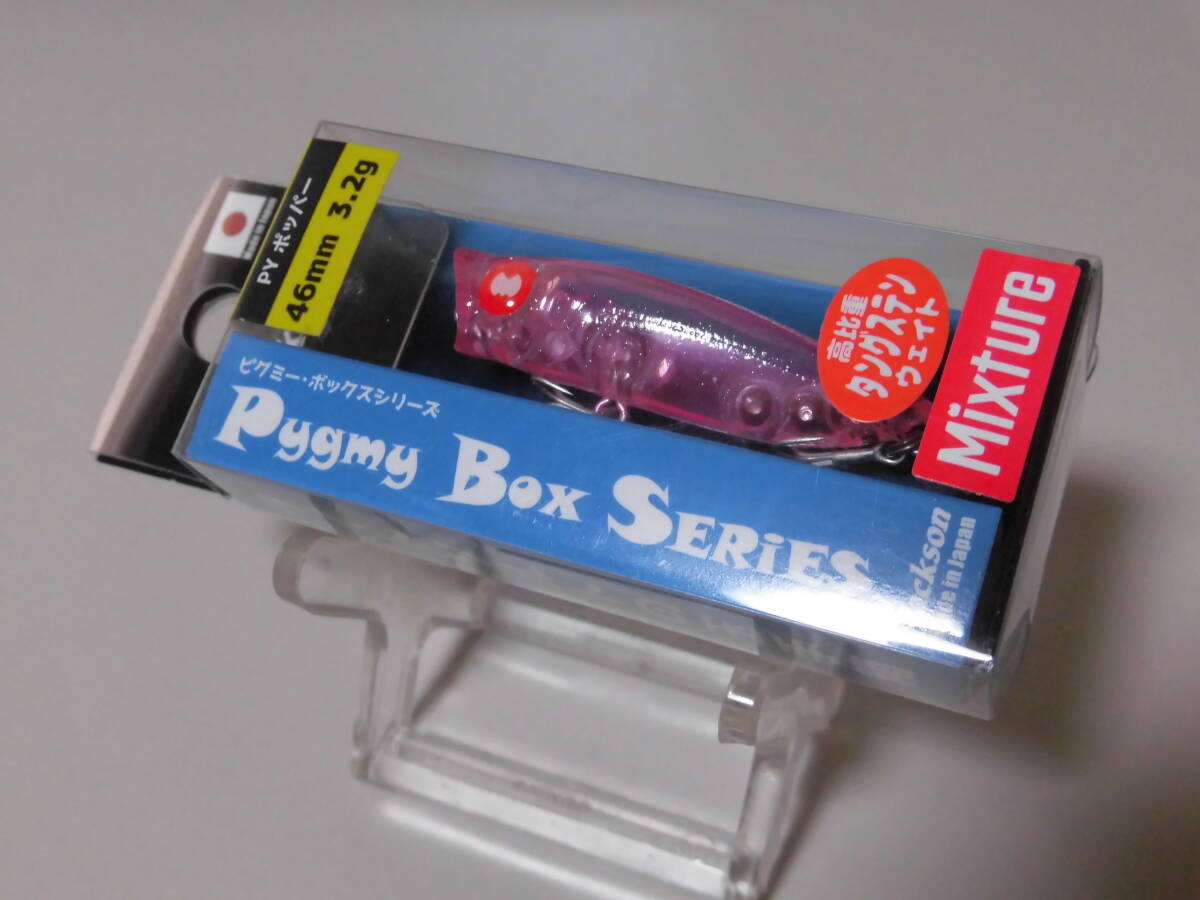 Made in Japan
PY ポッパー
46mm 3.2g
高比重
タングステン
ウェイト
Mixture
ピグミー・ボックスシリーズ
Pygmy Box SERiES
in Japan